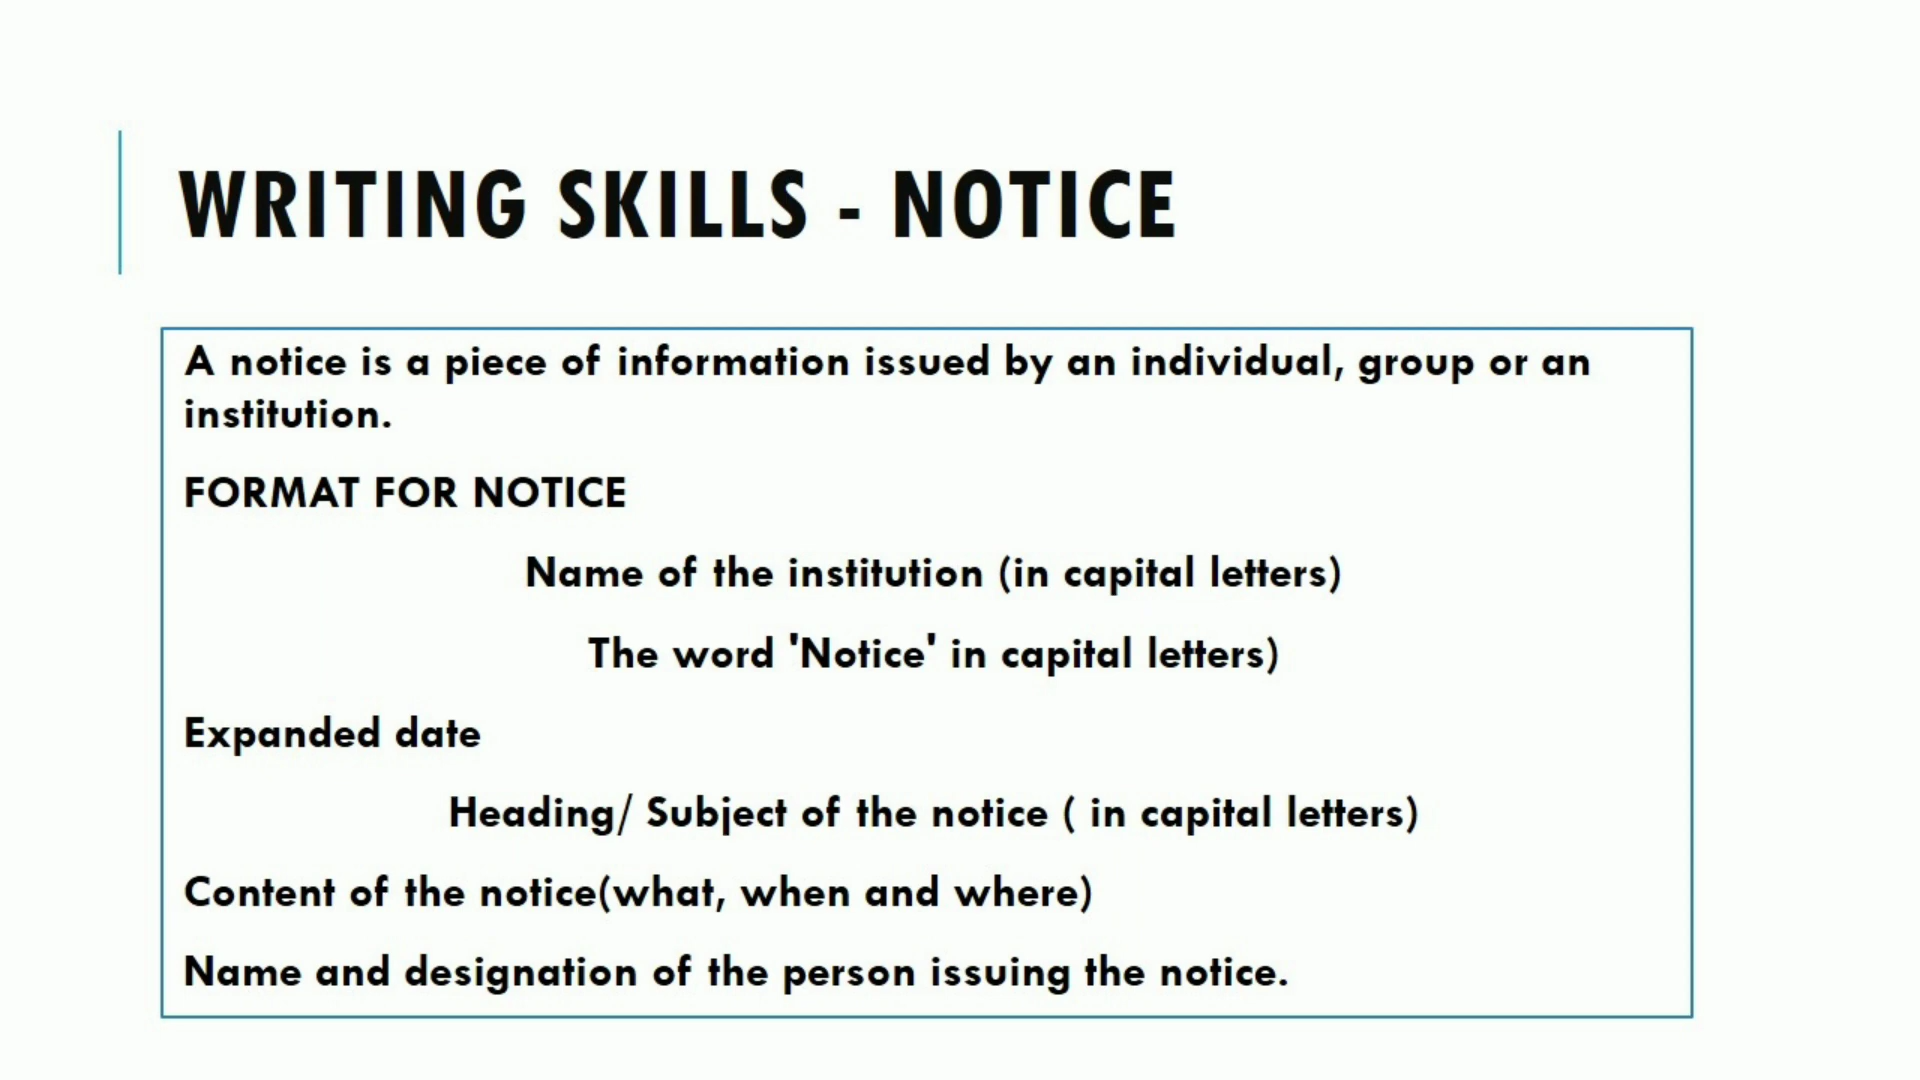 WRITING SKILLS - NOTICE
A notice is a piece of information issued by an individual, group or an
institution.
FORMAT FOR NOTICE
Name of the institution (in capital letters)
The word 'Notice' in capital letters)
Expanded date
Heading/ Subject of the notice ( in capital letters)
Content of the notice(what, when and where)
Name and designation of the person issuing the notice.